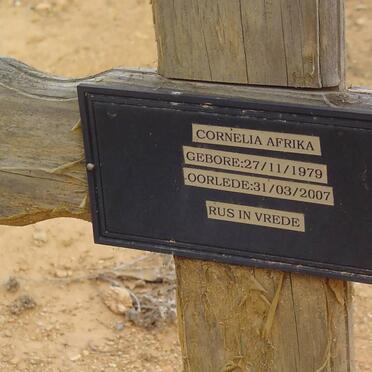 CORNELIA AFRIKA
GEBORE:27/11/1979
OORLEDE:31/03/2007
RUS IN VREDE